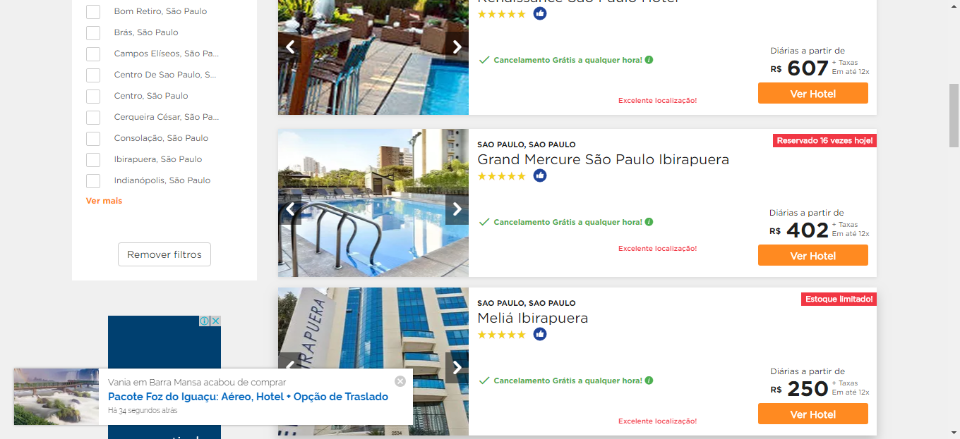 Bom Retiro, São Paulo
Brás, São Paulo
Campos Elíseos, São Pa...
Centro De Sao Paulo, S...
Centro, São Paulo
Cerqueira César, São Pa...
Consolação, São Paulo
Ibirapuera, São Paulo
Indianópolis, São Paulo
Ver mais
Remover filtros
Renaissance São Paulo Hotel
Cancelamento Grátis a qualquer hora!
Excelente localização!
Diárias a partir de
R$ 607 + Taxas
Em até 12x
Ver Hotel
Reservado 16 vezes hoje!
SAO PAULO, SAO PAULO
Grand Mercure São Paulo Ibirapuera
Cancelamento Grátis a qualquer hora!
Excelente localização!
Diárias a partir de
R$ 402 + Taxas
Em até 12x
Ver Hotel
Estoque limitado!
SAO PAULO, SAO PAULO
Meliá Ibirapuera
Cancelamento Grátis a qualquer hora!
Excelente localização!
Diárias a partir de
R$ 250 + Taxas
Em até 12x
Ver Hotel
IRAPUERA
2534
Vania em Barra Mansa acabou de comprar
Pacote Foz do Iguaçu: Aéreo, Hotel + Opção de Traslado
Há 34 segundos atrás